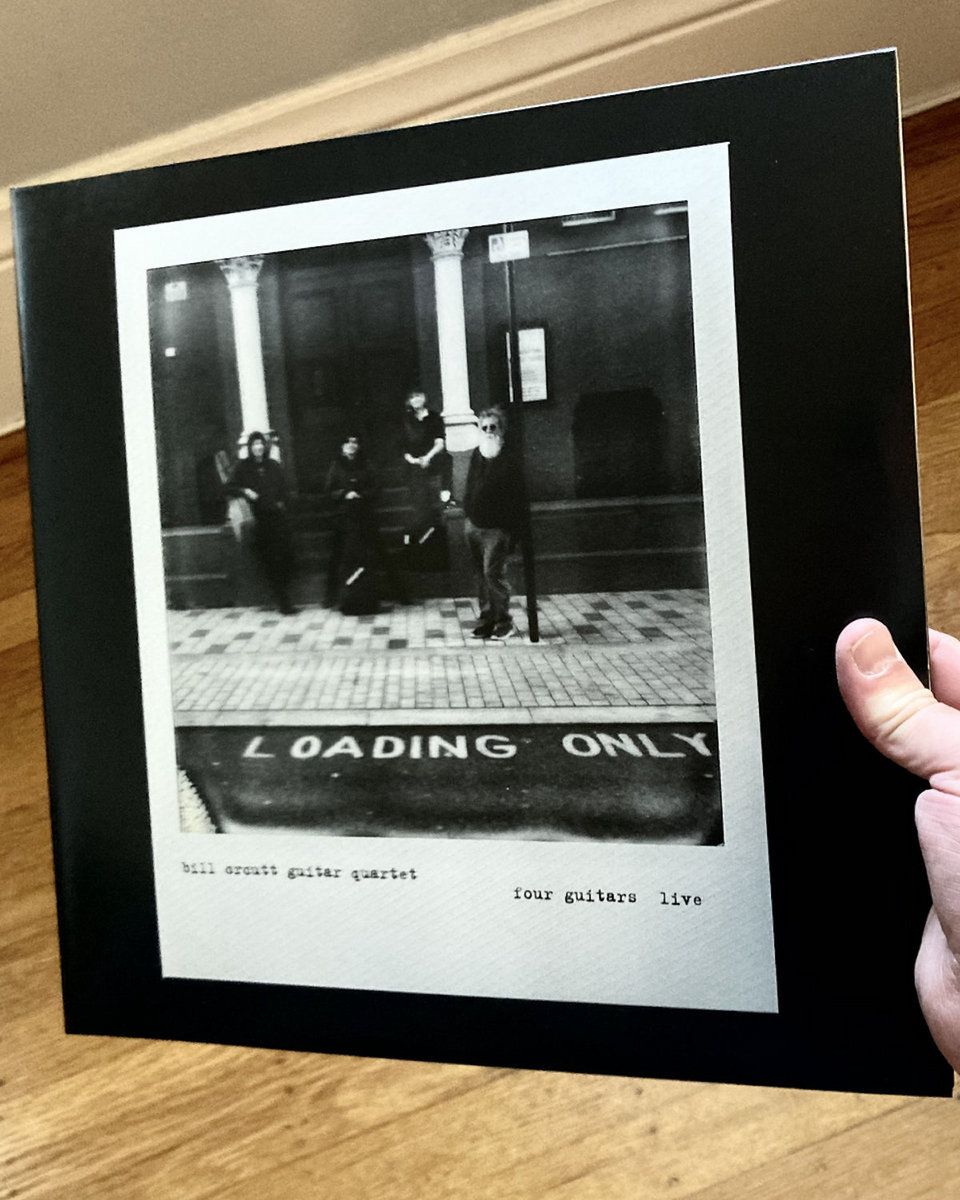 LOADING ONLY
bill orcutt guitar quartet
four guitars live